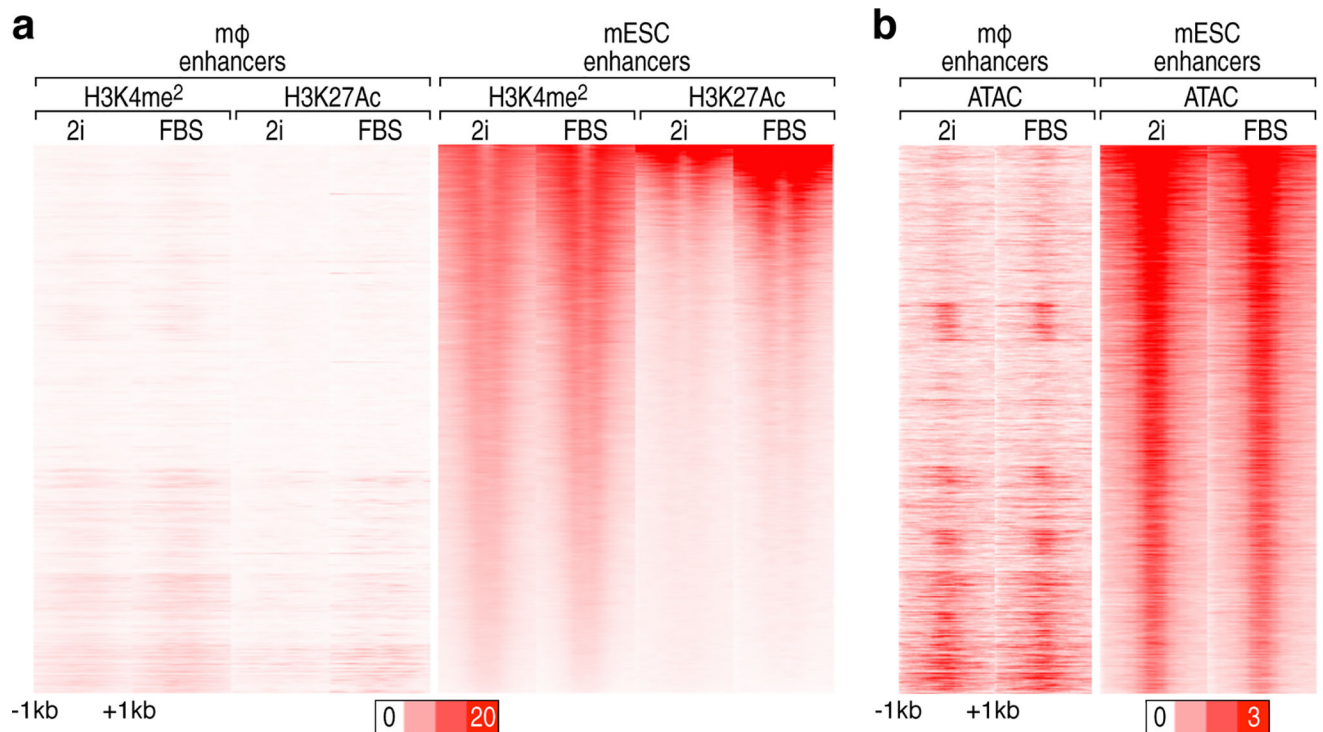 a
mϕ
enhancers
mESC
enhancers
H3K4me2 H3K27Ac H3K4me2 H3K27Ac
2i FBS 2i FBS 2i FBS 2i FBS
-1kb +1kb
0 20
b
mϕ
enhancers
mESC
enhancers
ATAC ATAC
2i FBS 2i FBS
-1kb +1kb
0 3